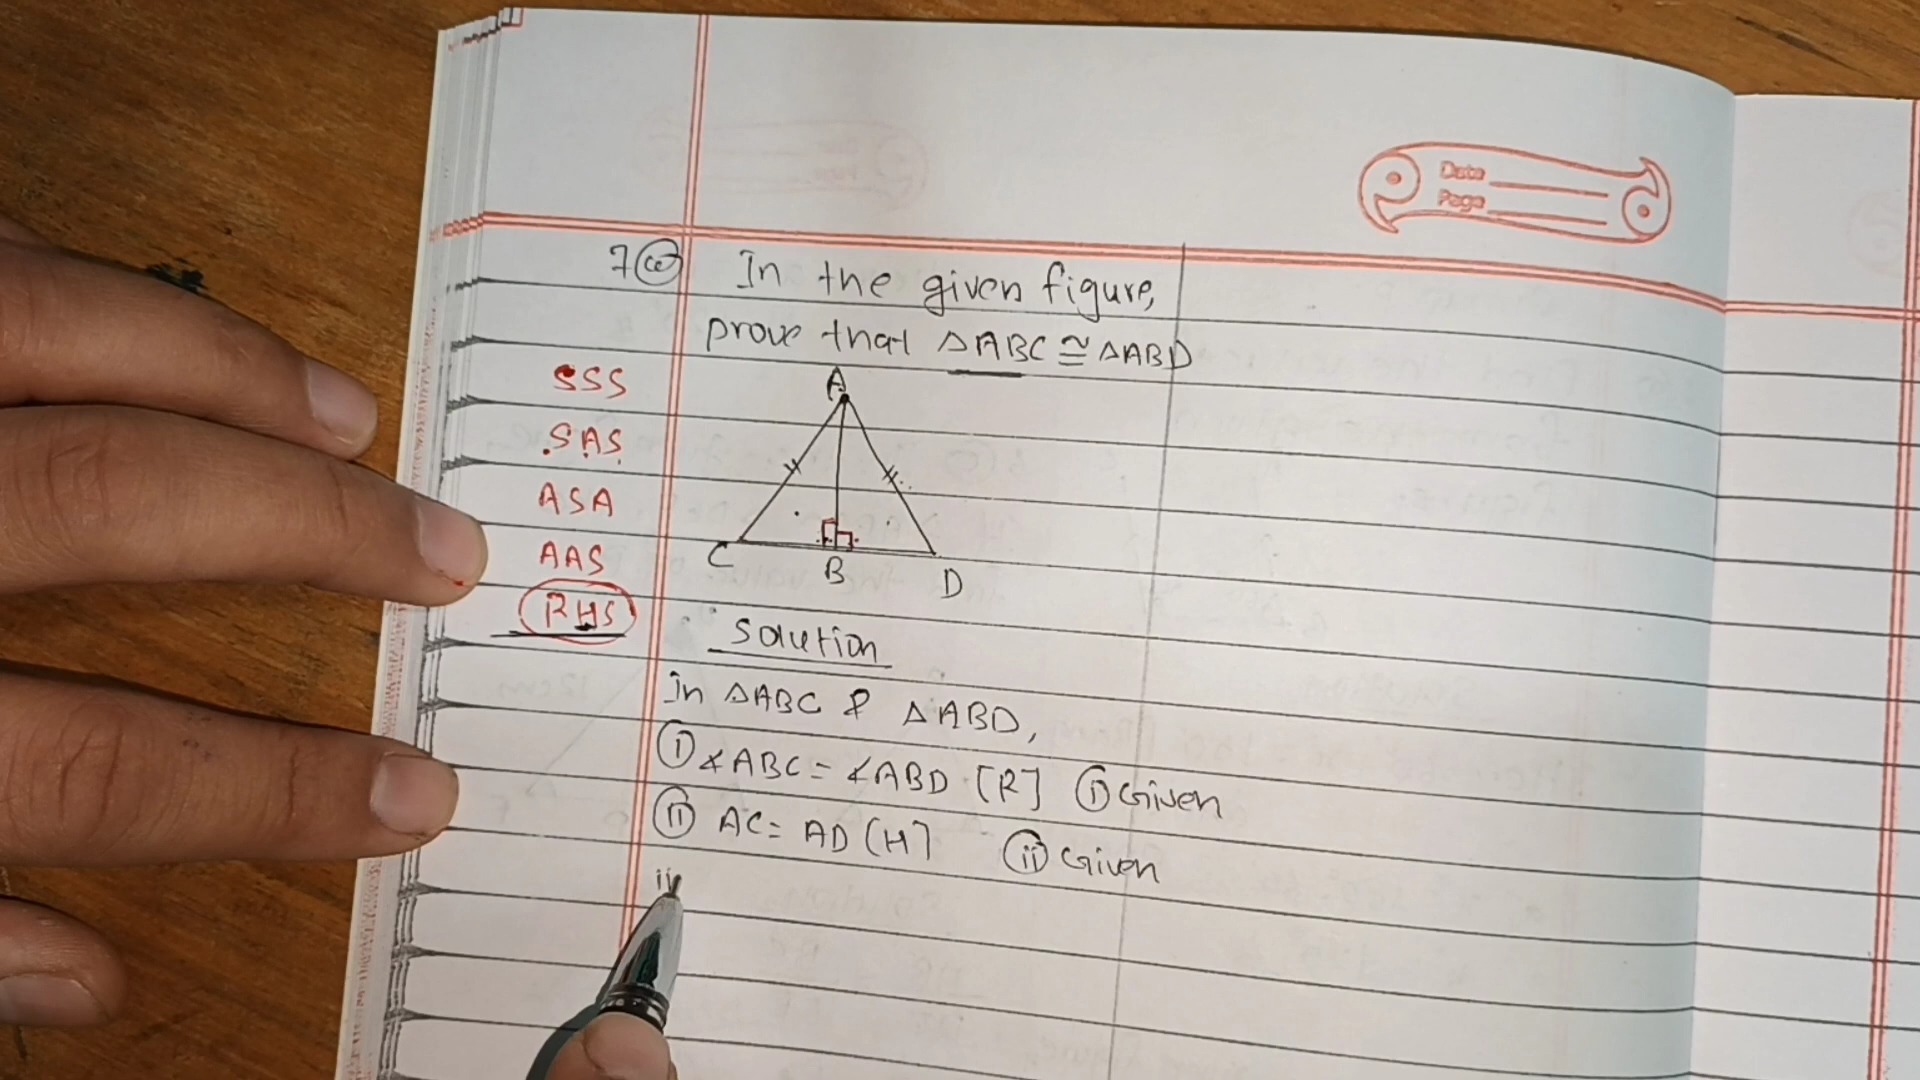 Date
Page
7(a) In the given figure,
prove that △ABC ≅ △ABD
SSS
SAS
ASA
AAS
RHS
A
C
B
D
Solution
In △ABC & △ABD,
(i) ∡ABC = ∡ABD [R] (i) Given
(ii) AC = AD [H] (ii) Given
ii